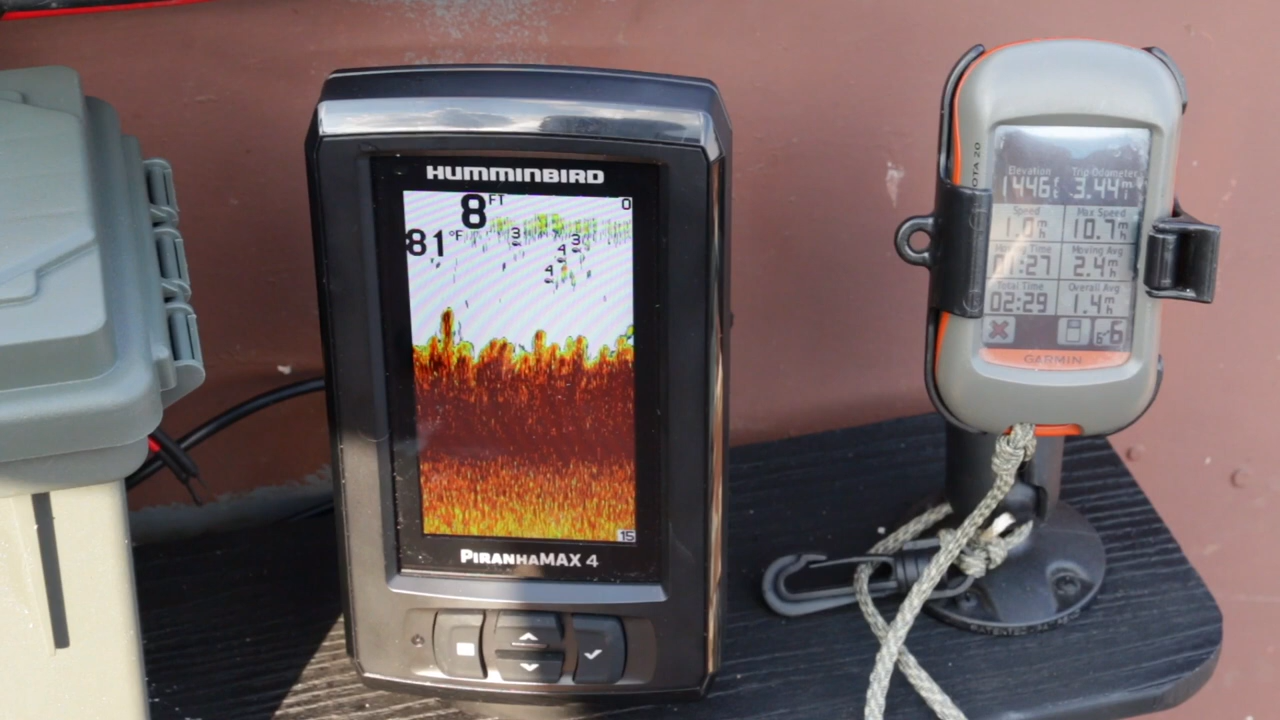 HUMMINBIRD
8 FT
0
81 °F
3
3
4
4
15
PIRANHAMAX 4
OTA 20
Elevation Trip Odometer
1446 3.44
Speed Max Speed
1.0 m/h 10.7 m/h
Moving Time Moving Avg
01:27 2.4 m/h
Total Time Overall Avg
02:29 1.4 m/h
GARMIN